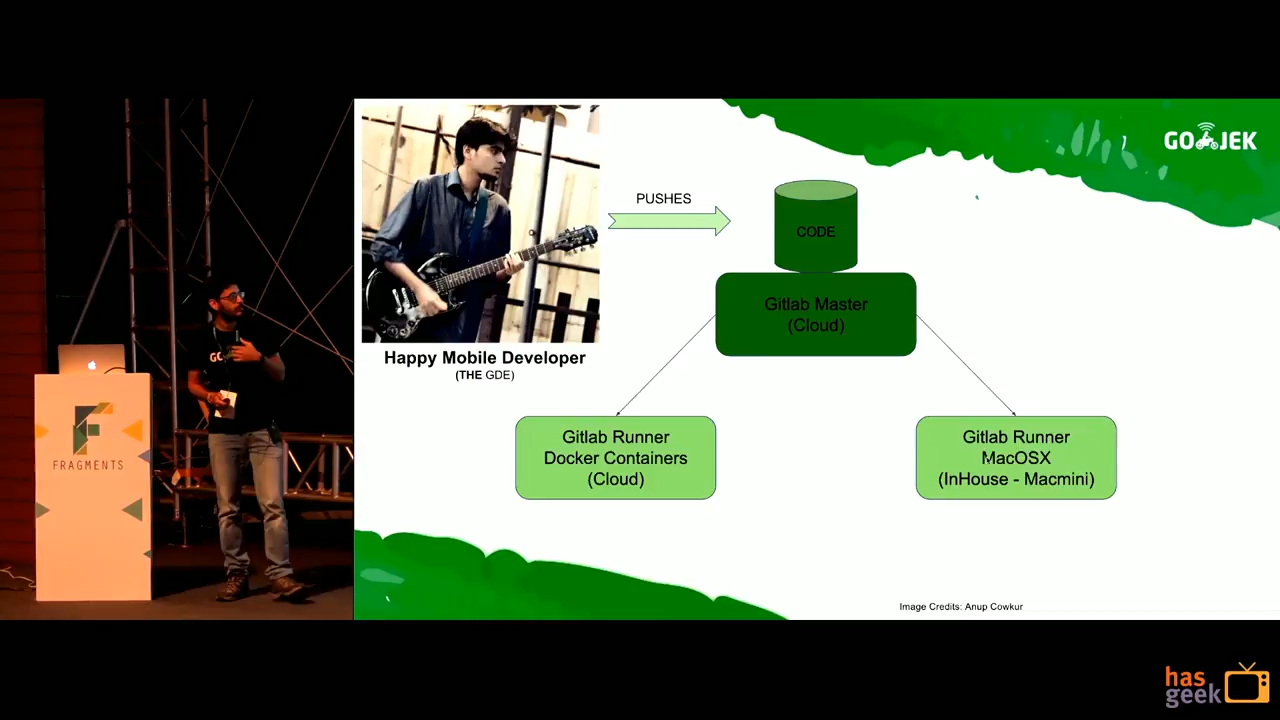 GO JEK
PUSHES
CODE
Gitlab Master
(Cloud)
Happy Mobile Developer
(THE GDE)
Gitlab Runner
Docker Containers
(Cloud)
Gitlab Runner
MacOSX
(InHouse - Macmini)
Image Credits: Anup Cowkur
GO
F
FRAGMENTS
has
geek